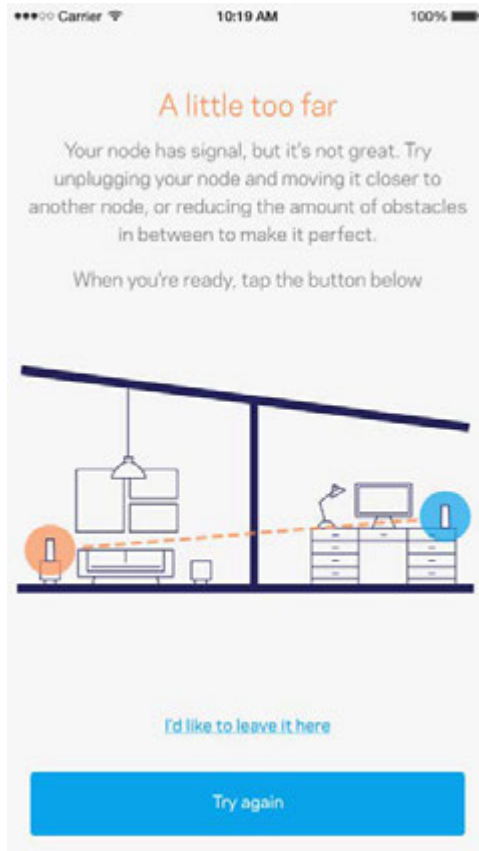 Carrier 10:19 AM 100%
A little too far
Your node has signal, but it's not great. Try
unplugging your node and moving it closer to
another node, or reducing the amount of obstacles
in between to make it perfect.
When you're ready, tap the button below
I'd like to leave it here
Try again